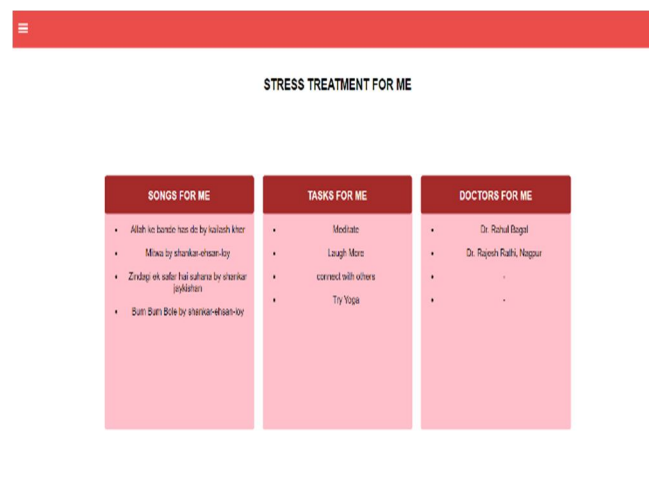 STRESS TREATMENT FOR ME
SONGS FOR ME
• Allah ke bande has de by kailash kher
• Mitwa by shankar-ehsan-loy
• Zindagi ek safar hai suhana by shankar
jaykishan
• Bum Bum Bole by shankar-ehsan-loy
TASKS FOR ME
• Meditate
• Laugh More
• connect with others
• Try Yoga
DOCTORS FOR ME
• Dr. Rahul Bagal
• Dr. Rajesh Rathi, Nagpur
• -
• -